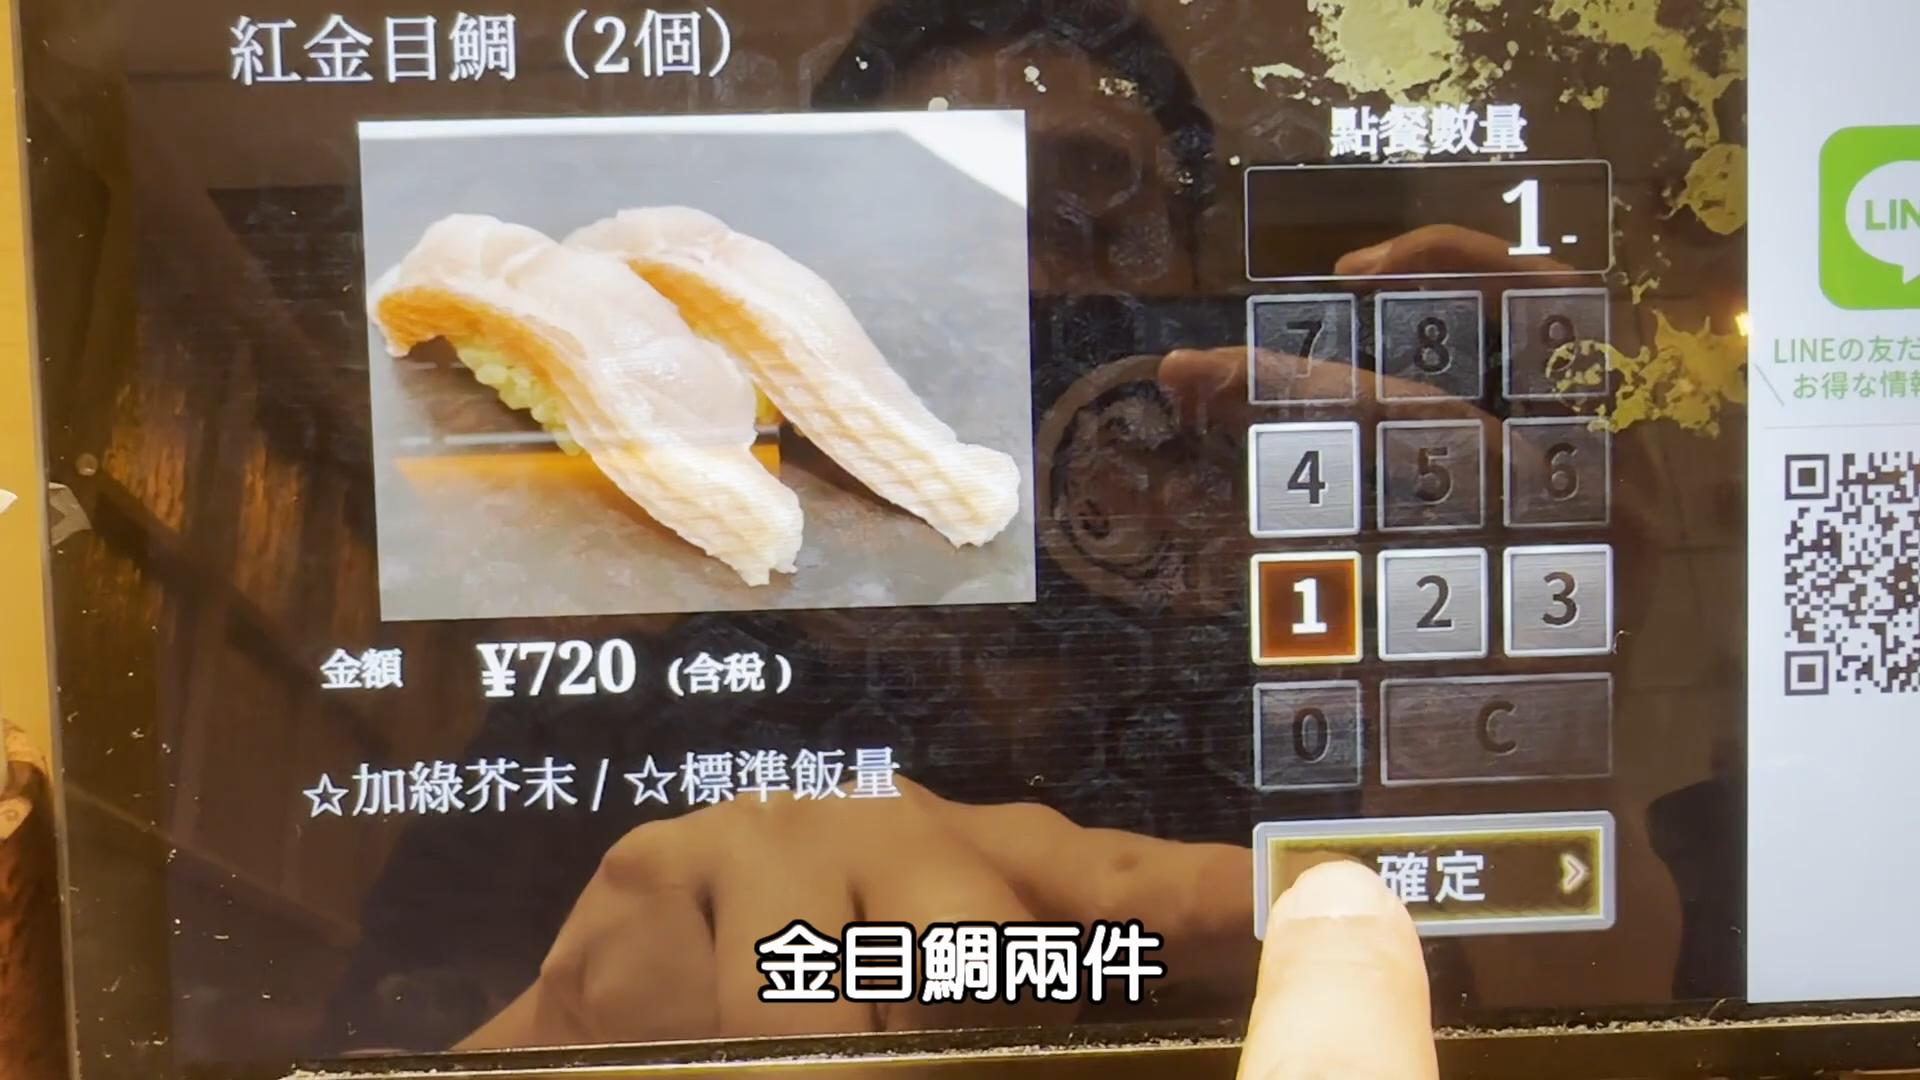 紅金目鯛（2個）
點餐數量
1-
7 8 9
4 5 6
1 2 3
0 C
確定
金額 ¥720 (含税)
☆加綠芥末/☆標準飯量
金目鯛兩件
LIN
LINEの友だ
お得な情報